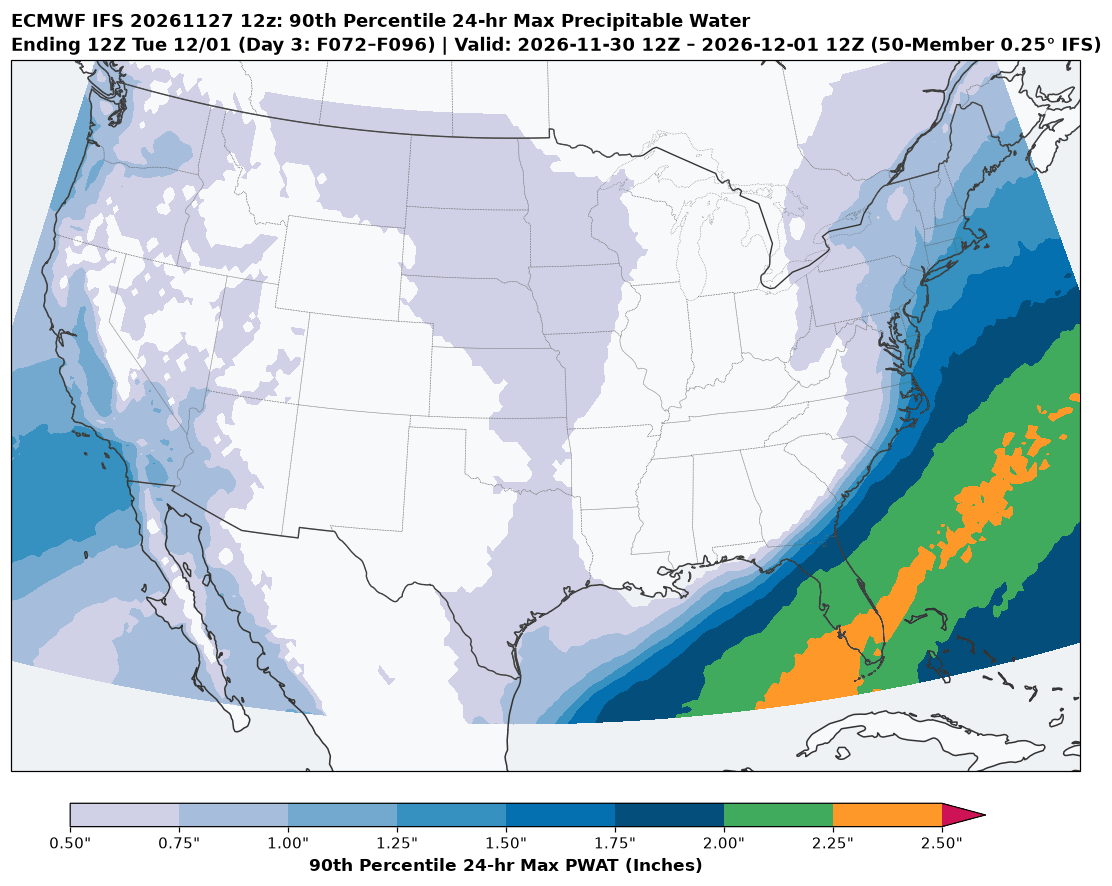 ECMWF IFS 20261127 12z: 90th Percentile 24-hr Max Precipitable Water
Ending 12Z Tue 12/01 (Day 3: F072–F096) | Valid: 2026-11-30 12Z – 2026-12-01 12Z (50-Member 0.25° IFS)
0.50" 0.75" 1.00" 1.25" 1.50" 1.75" 2.00" 2.25" 2.50"
90th Percentile 24-hr Max PWAT (Inches)